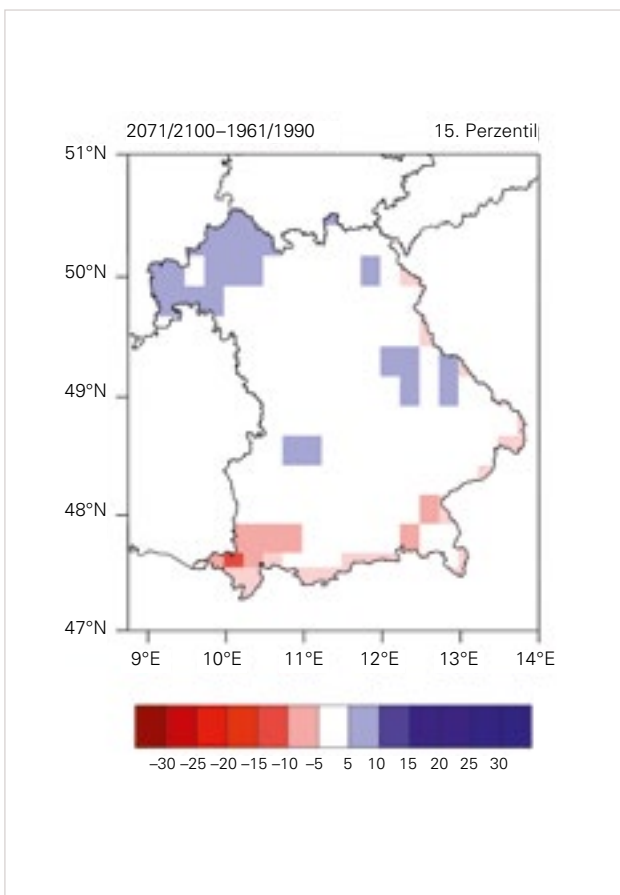 2071/2100–1961/1990 15. Perzentil
51°N
50°N
49°N
48°N
47°N
9°E 10°E 11°E 12°E 13°E 14°E
–30 –25 –20 –15 –10 –5 5 10 15 20 25 30